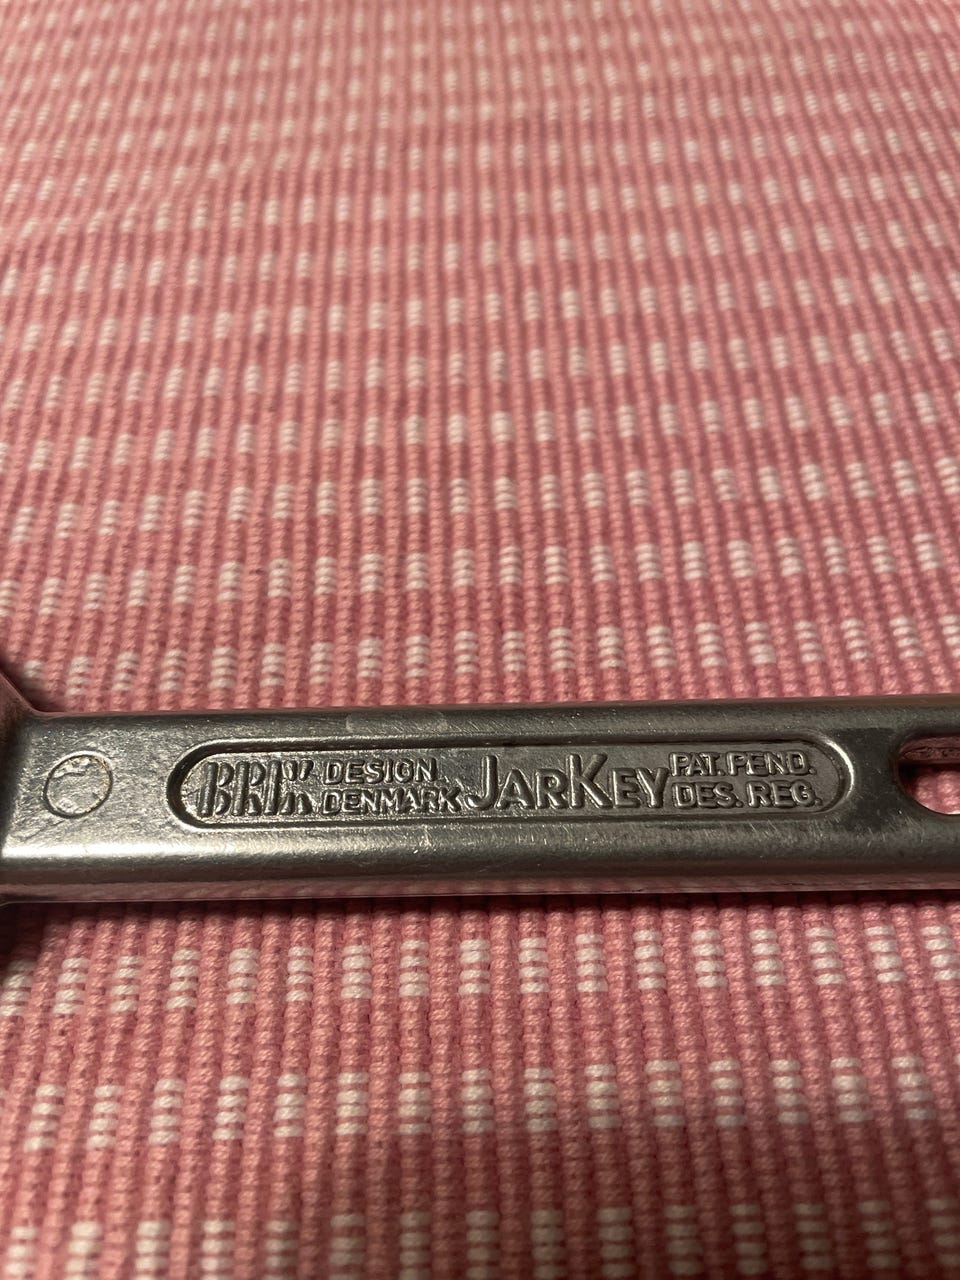 BRIX DESIGN DENMARK JARKEY PAT. PEND. DES. REG.